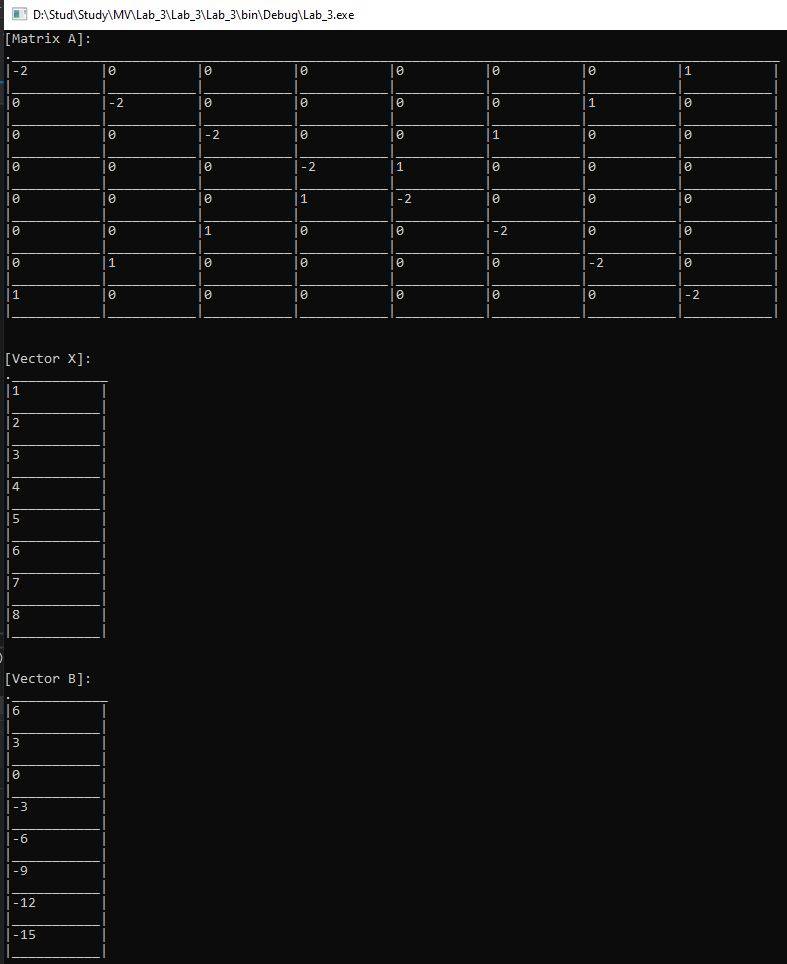 D:\Stud\Study\MV\Lab_3\Lab_3\Lab_3\bin\Debug\Lab_3.exe
[Matrix A]:
|-2 |0 |0 |0 |0 |0 |0 |1 |
|0 |-2 |0 |0 |0 |0 |1 |0 |
|0 |0 |-2 |0 |0 |1 |0 |0 |
|0 |0 |0 |-2 |1 |0 |0 |0 |
|0 |0 |0 |1 |-2 |0 |0 |0 |
|0 |0 |1 |0 |0 |-2 |0 |0 |
|0 |1 |0 |0 |0 |0 |-2 |0 |
|1 |0 |0 |0 |0 |0 |0 |-2 |
[Vector X]:
|1 |
|2 |
|3 |
|4 |
|5 |
|6 |
|7 |
|8 |
[Vector B]:
|6 |
|3 |
|0 |
|-3 |
|-6 |
|-9 |
|-12 |
|-15 |